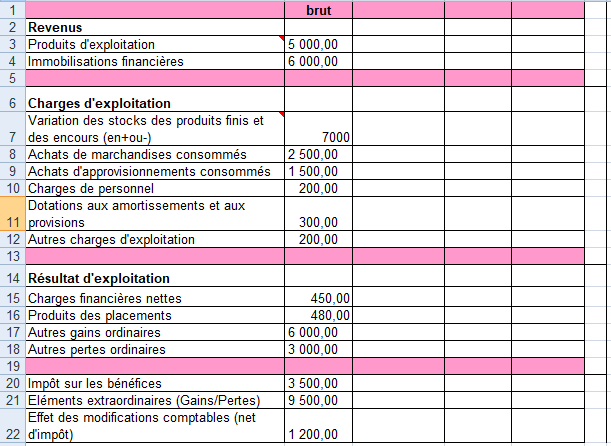 1 brut
2 Revenus
3 Produits d'exploitation 5 000,00
4 Immobilisations financières 6 000,00
5
6 Charges d'exploitation
Variation des stocks des produits finis et
7 des encours (en+ou-) 7000
8 Achats de marchandises consommés 2 500,00
9 Achats d'approvisionnements consommés 1 500,00
10 Charges de personnel 200,00
Dotations aux amortissements et aux
11 provisions 300,00
12 Autres charges d'exploitation 200,00
13
14 Résultat d'exploitation
15 Charges financières nettes 450,00
16 Produits des placements 480,00
17 Autres gains ordinaires 6 000,00
18 Autres pertes ordinaires 3 000,00
19
20 Impôt sur les bénéfices 3 500,00
21 Eléments extraordinaires (Gains/Pertes) 9 500,00
Effet des modifications comptables (net
22 d'impôt) 1 200,00